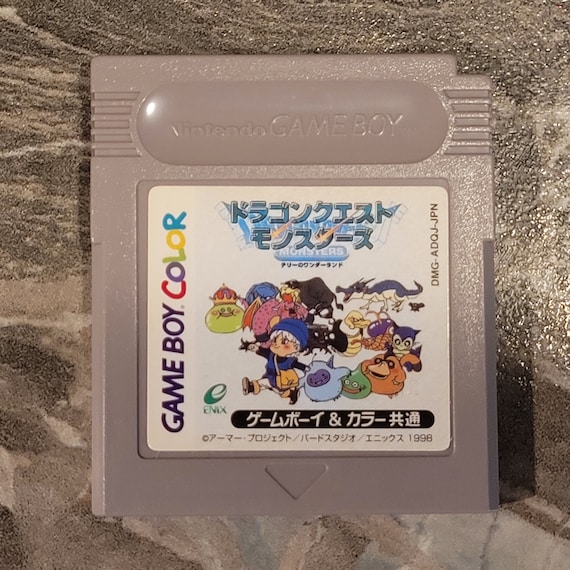 Nintendo GAME BOY TM
ドラゴンクエスト
モンスターズ
MONSTERS
テリーのワンダーランド
GAME BOY COLOR
DMG-ADQJ-JPN
ENIX
ゲームボーイ & カラー 共通
©アーマー・プロジェクト/バードスタジオ/エニックス 1998